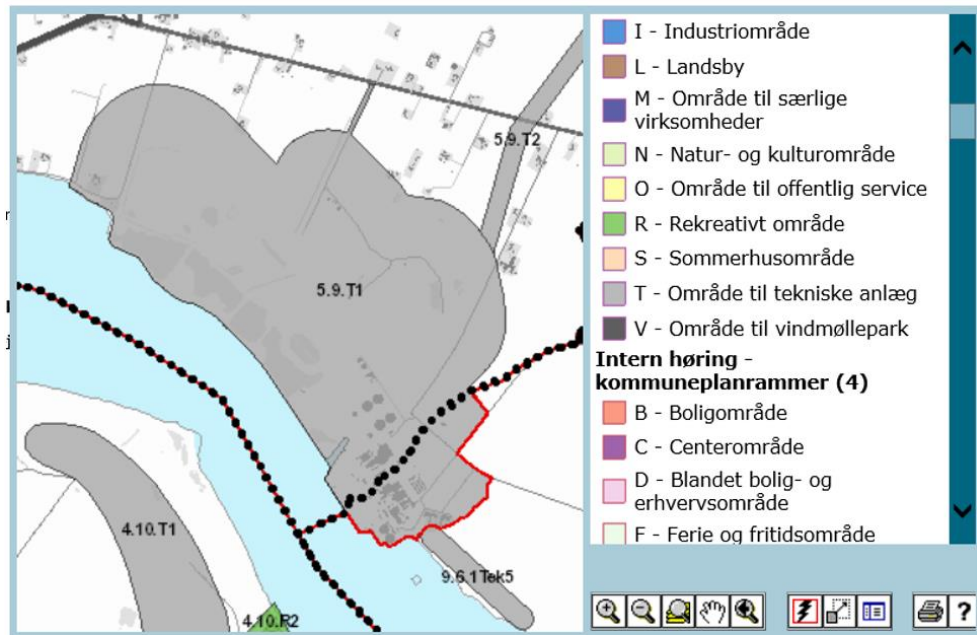 5.9.T2
5.9.T1
4.10.T1
9.6.1Tek5
4.10.R2
I - Industriområde
L - Landsby
M - Område til særlige
virksomheder
N - Natur- og kulturområde
O - Område til offentlig service
R - Rekreativt område
S - Sommerhusområde
T - Område til tekniske anlæg
V - Område til vindmøllepark
Intern høring -
kommuneplanrammer (4)
B - Boligområde
C - Centerområde
D - Blandet bolig- og
erhvervsområde
F - Ferie og fritidsområde
?